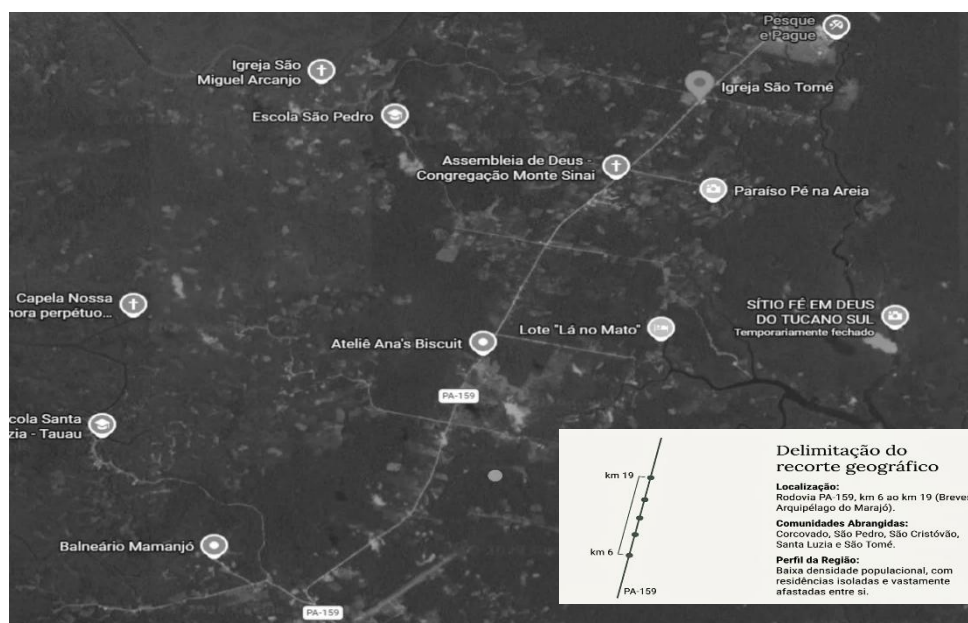 Pesque
e Pague
Igreja São
Miguel Arcanjo
Igreja São Tomé
Escola São Pedro
Assembleia de Deus -
Congregação Monte Sinai
Paraíso Pé na Areia
Capela Nossa
hora perpétuo...
SÍTIO FÉ EM DEUS
DO TUCANO SUL
Temporariamente fechado
Lote "Lá no Mato"
Ateliê Ana's Biscuit
PA-159
cola Santa
zia - Tauau
Balneário Mamanjó
PA-159
km 19
km 6
PA-159
Delimitação do
recorte geográfico
Localização:
Rodovia PA-159, km 6 ao km 19 (Breves
Arquipélago do Marajó).
Comunidades Abrangidas:
Corcovado, São Pedro, São Cristóvão,
Santa Luzia e São Tomé.
Perfil da Região:
Baixa densidade populacional, com
residências isoladas e vastamente
afastadas entre si.